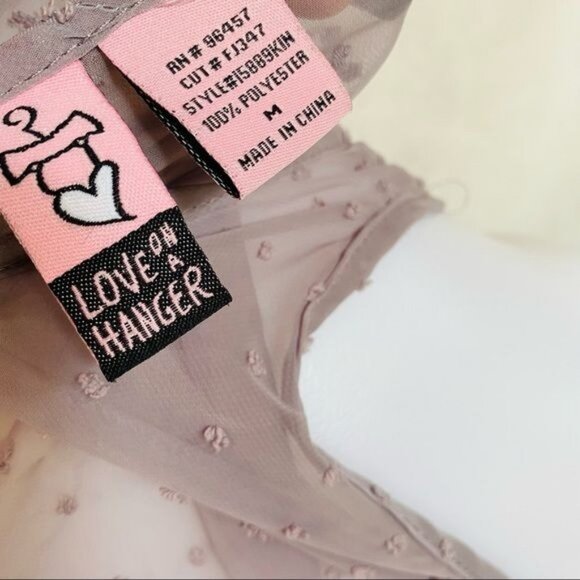 RN# 96457
CUT# FJ347
STYLE#15889KIN
100% POLYESTER
M
MADE IN CHINA
LOVE ON
A
HANGER